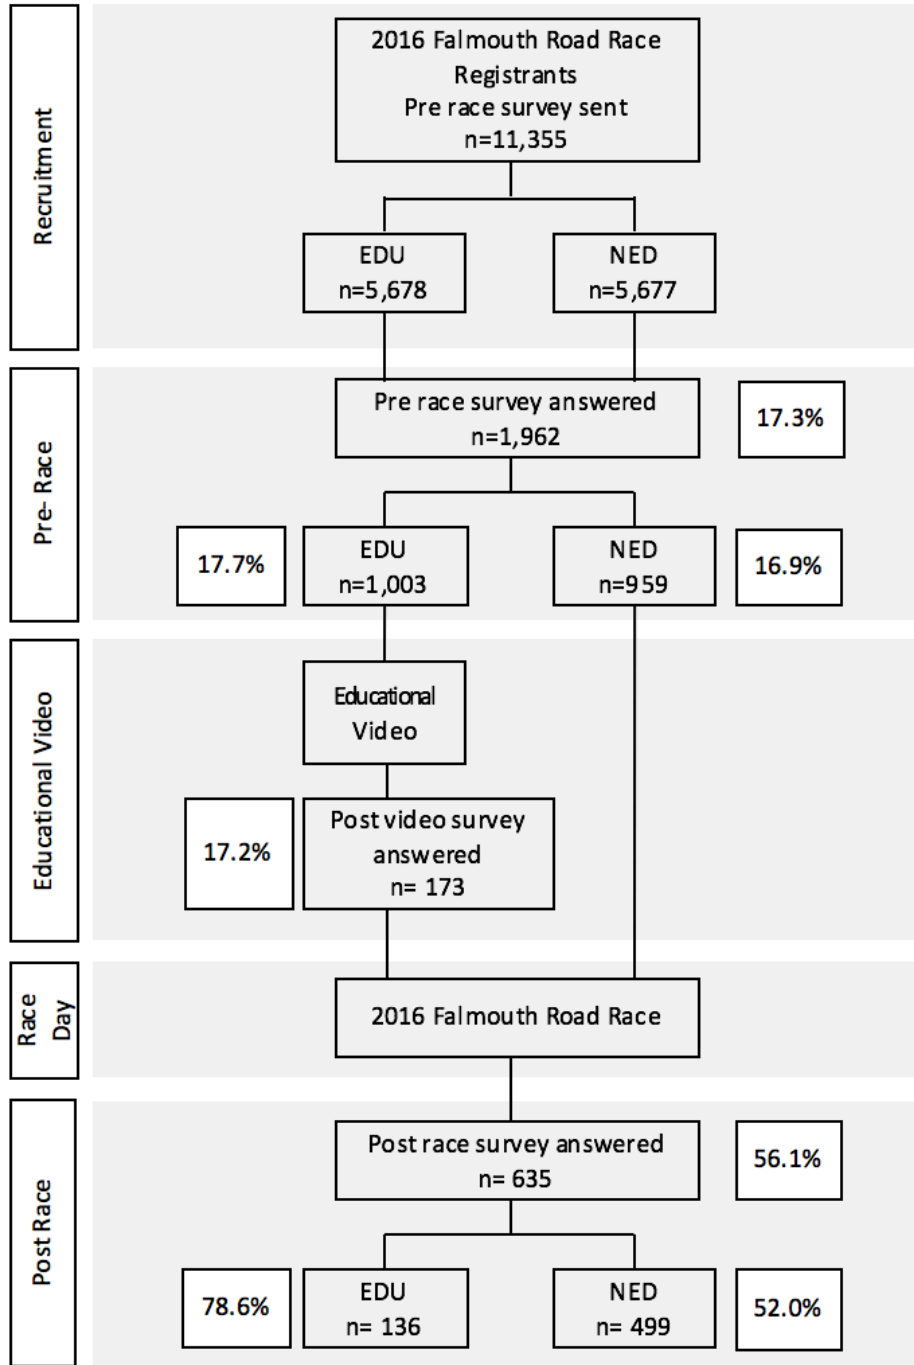 Recruitment
2016 Falmouth Road Race
Registrants
Pre race survey sent
n=11,355
EDU
n=5,678
NED
n=5,677
Pre- Race
Pre race survey answered
n=1,962
17.3%
17.7%
EDU
n=1,003
NED
n=959
16.9%
Educational Video
Educational
Video
17.2%
Post video survey
answered
n= 173
Race
Day
2016 Falmouth Road Race
Post Race
Post race survey answered
n= 635
56.1%
78.6%
EDU
n= 136
NED
n= 499
52.0%